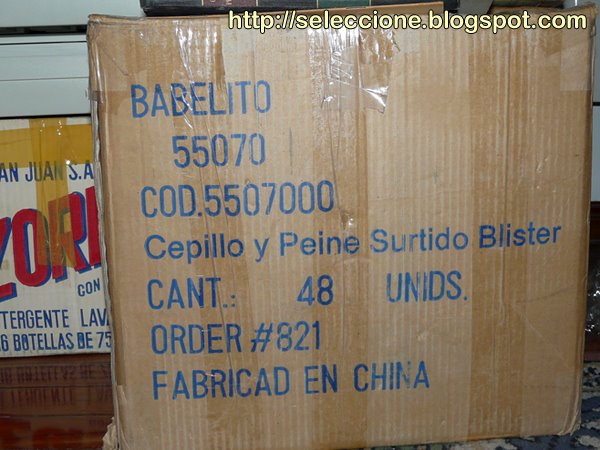 http://seleccione.blogspot.com/
BABELITO
55070
COD.5507000
Cepillo y Peine Surtido Blister
CANT.: 48 UNIDS.
ORDER #821
FABRICAD EN CHINA
AN JUAN S.A
ZOR
CON
TERGENTE LAVA
6 BOTELLAS DE 75